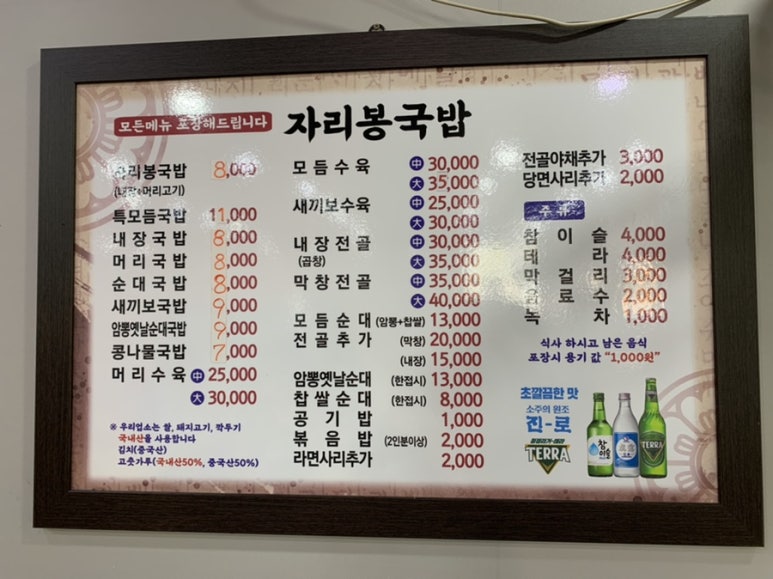 모든메뉴 포장해드립니다
자리봉국밥
자리봉국밥 8,000
(내장+머리고기)
특모듬국밥 11,000
내장국밥 8,000
머리국밥 8,000
순대국밥 8,000
새끼보국밥 9,000
암뽕옛날순대국밥 9,000
콩나물국밥 7,000
머리수육 中 25,000
大 30,000
※ 우리업소는 쌀, 돼지고기, 깍두기
국내산을 사용합니다
김치(중국산)
고춧가루(국내산50%, 중국산50%)
모듬수육 中 30,000
大 35,000
새끼보수육 中 25,000
大 30,000
내장전골 中 30,000
(곱창) 大 35,000
막창전골 中 35,000
大 40,000
모듬순대 (암뽕+찹쌀) 13,000
전골추가 (막창) 20,000
(내장) 15,000
암뽕옛날순대 (한접시) 13,000
찹쌀순대 (한접시) 8,000
공기밥 1,000
볶음밥 (2인분이상) 2,000
라면사리추가 2,000
전골야채추가 3,000
당면사리추가 2,000
주류
참이슬 4,000
테라 4,000
막걸리 3,000
음료수 2,000
녹차 1,000
식사 하시고 남은 음식
포장시 용기 값 "1,000원"
초깔끔한 맛
소주의 원조
진-로
청정라거-테라
TERRA
참이슬
TERRA